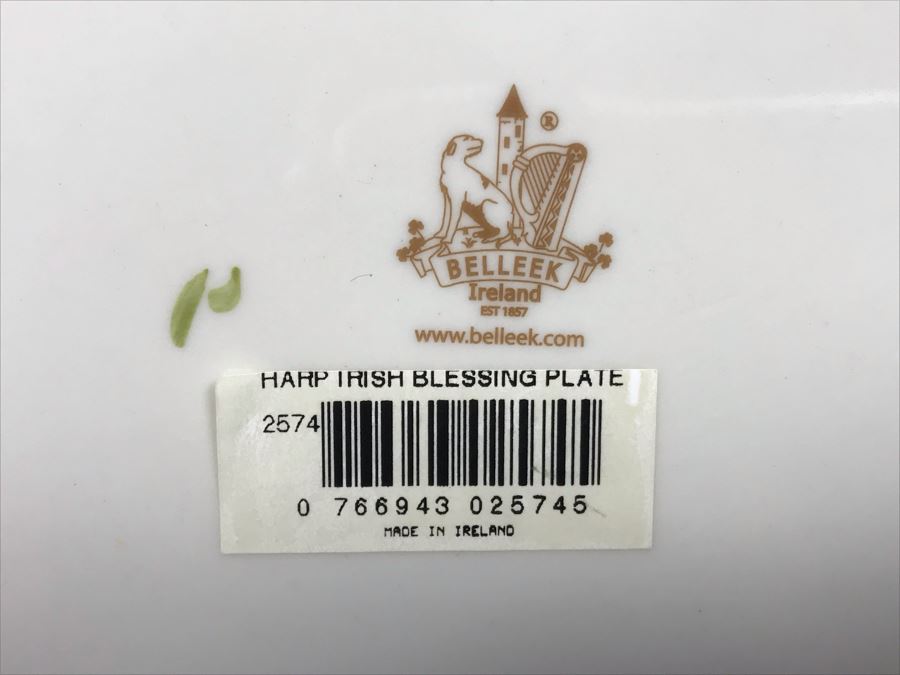 ®
BELLEEK
Ireland
EST 1857
www.belleek.com
HARP IRISH BLESSING PLATE
2574
0 766943 025745
MADE IN IRELAND